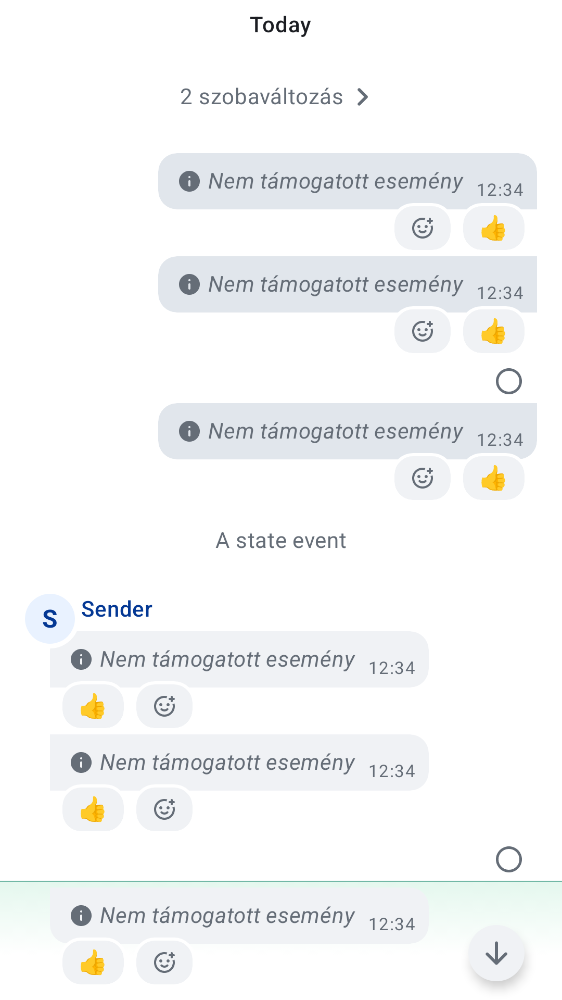 Today
2 szobaváltozás
Nem támogatott esemény 12:34
👍
Nem támogatott esemény 12:34
👍
Nem támogatott esemény 12:34
👍
A state event
S Sender
Nem támogatott esemény 12:34
👍
Nem támogatott esemény 12:34
👍
Nem támogatott esemény 12:34
👍